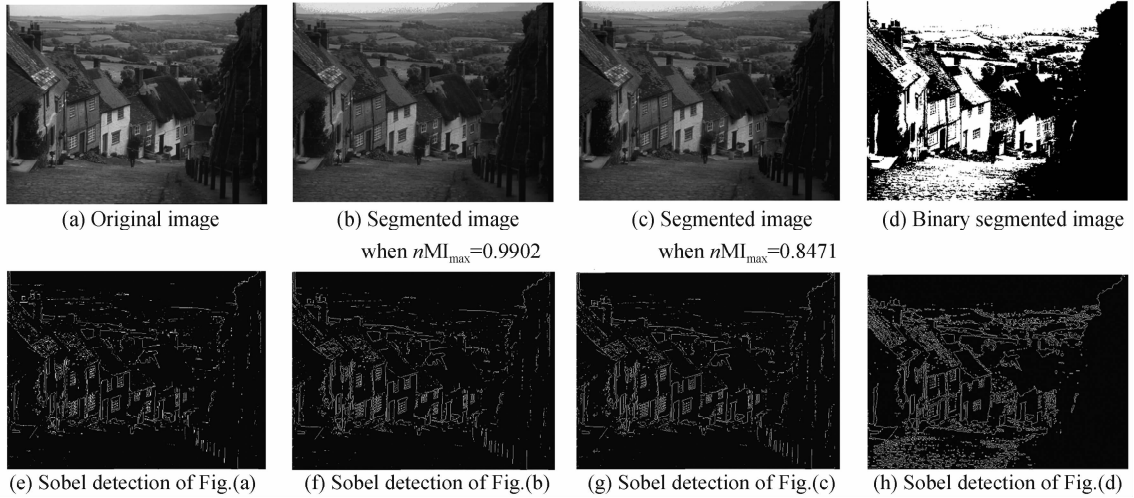 (a) Original image
(b) Segmented image
when nMImax=0.9902
(c) Segmented image
when nMImax=0.8471
(d) Binary segmented image
(e) Sobel detection of Fig.(a)
(f) Sobel detection of Fig.(b)
(g) Sobel detection of Fig.(c)
(h) Sobel detection of Fig.(d)